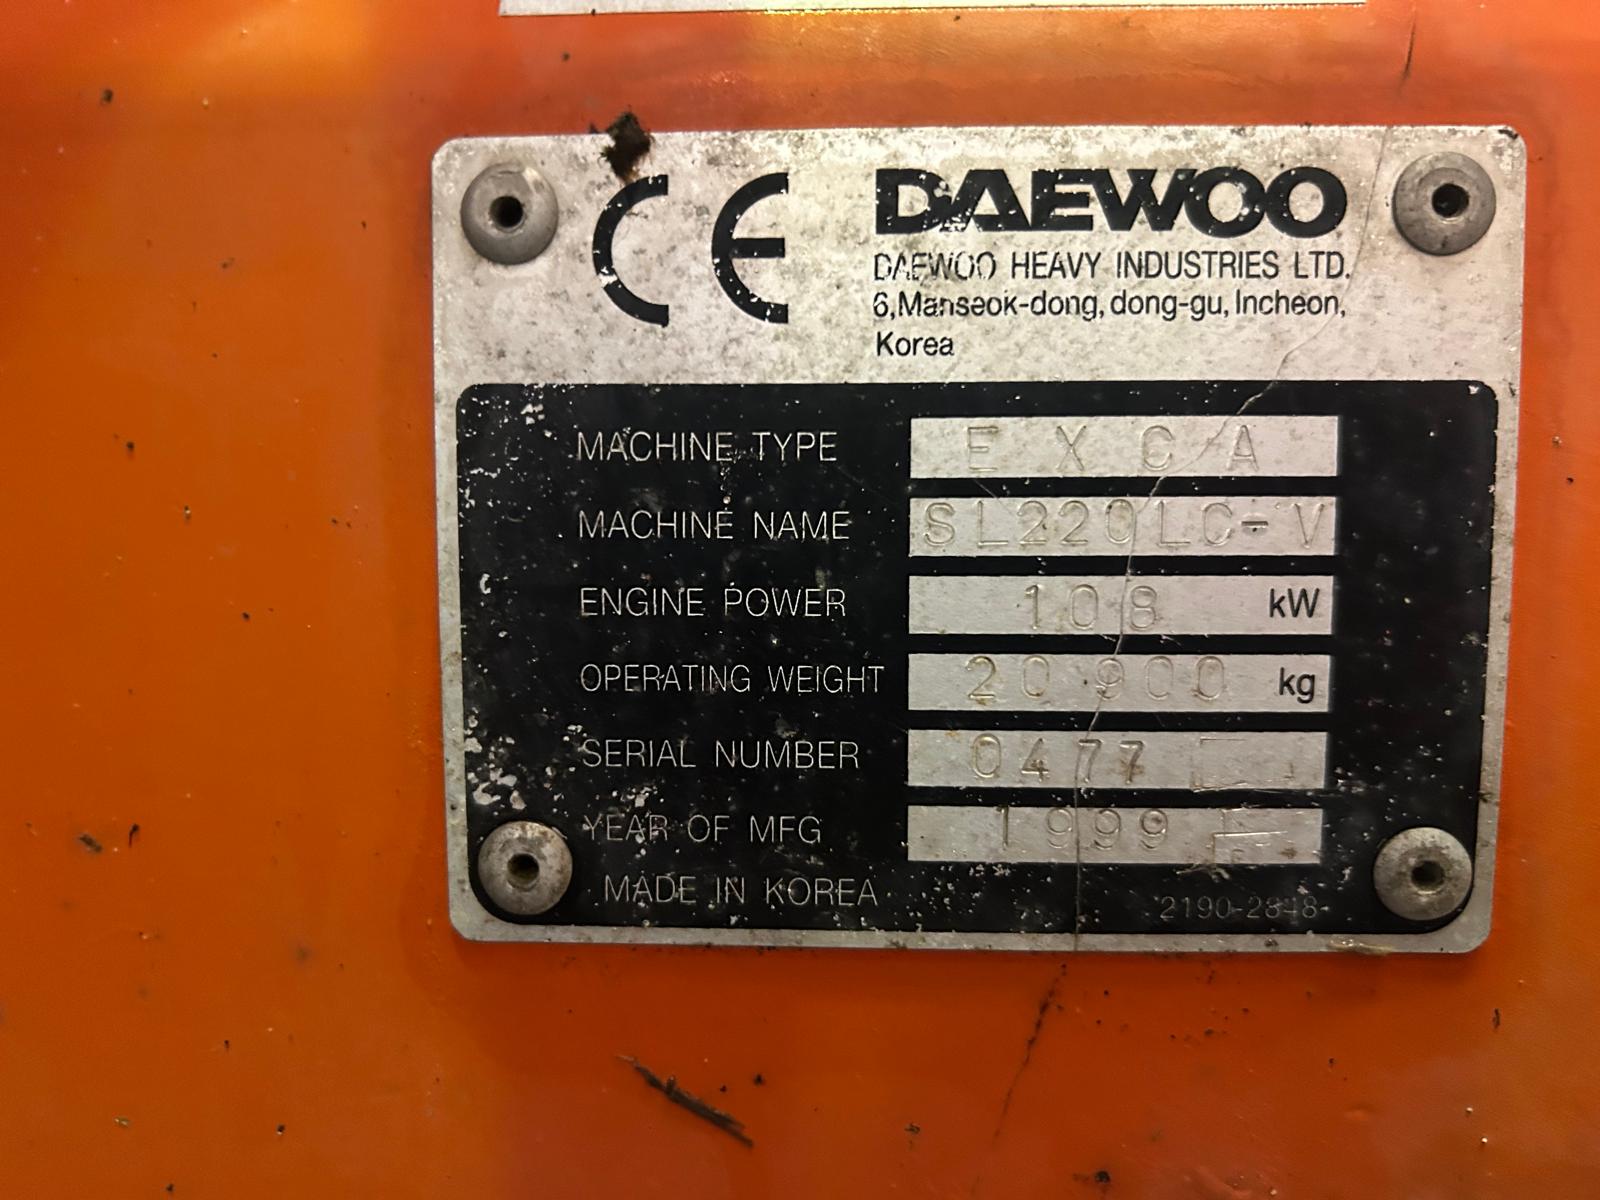 CE
DAEWOO
DAEWOO HEAVY INDUSTRIES LTD.
6,Manseok-dong, dong-gu, Incheon,
Korea
MACHINE TYPE EXCA
MACHINE NAME SL220LC-V
ENGINE POWER 108 kW
OPERATING WEIGHT 20900 kg
SERIAL NUMBER 0477
YEAR OF MFG 1999
MADE IN KOREA
2190-2848